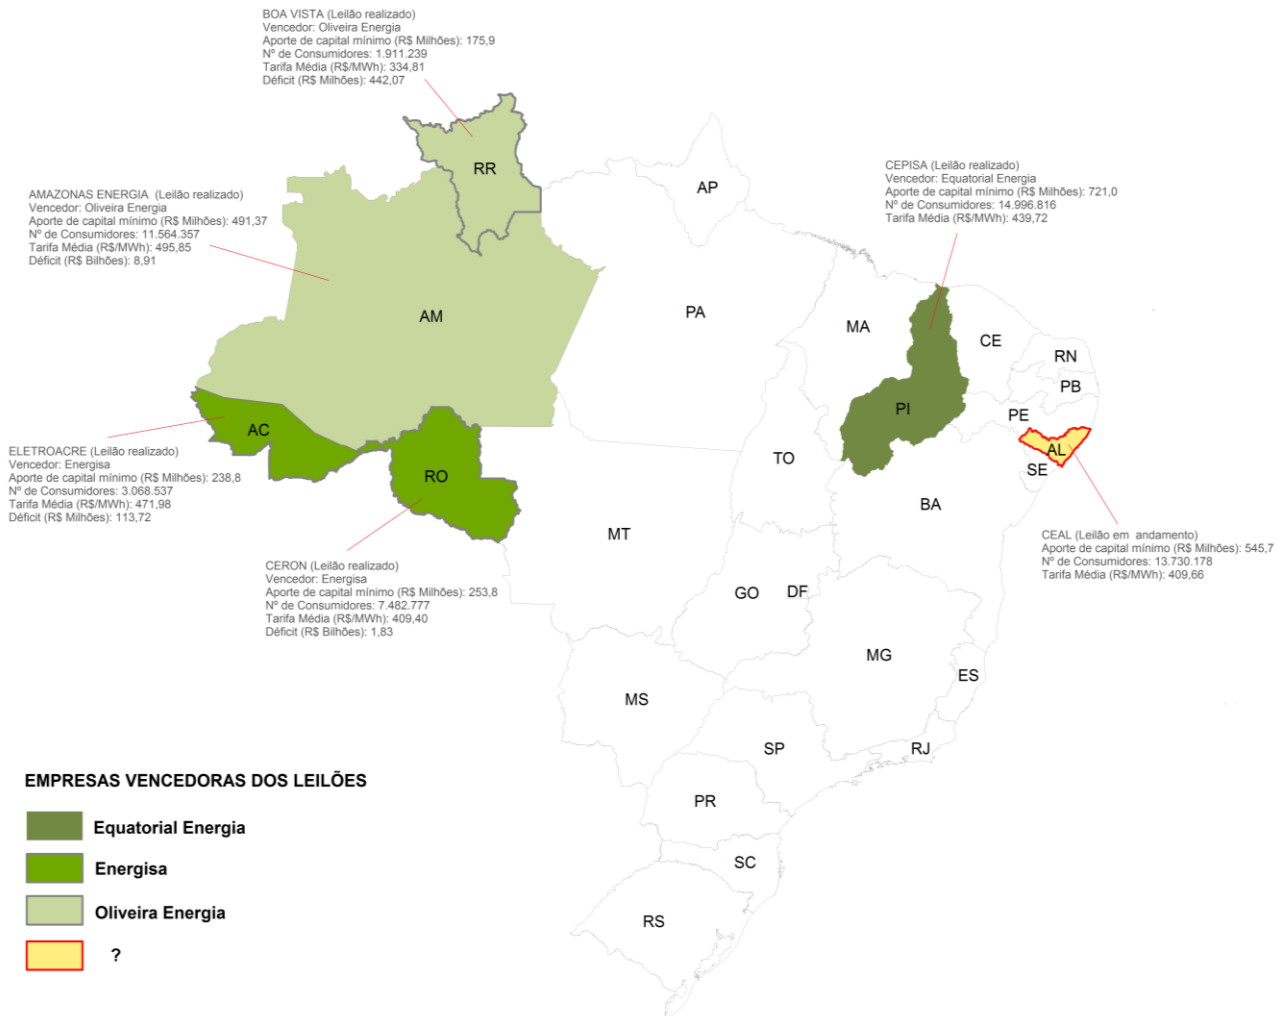 BOA VISTA (Leilão realizado)
Vencedor: Oliveira Energia
Aporte de capital mínimo (R$ Milhões): 175,9
Nº de Consumidores: 1.911.239
Tarifa Média (R$/MWh): 334,81
Déficit (R$ Milhões): 442,07
CEPISA (Leilão realizado)
Vencedor: Equatorial Energia
Aporte de capital mínimo (R$ Milhões): 721,0
Nº de Consumidores: 14.996.816
Tarifa Média (R$/MWh): 439,72
AMAZONAS ENERGIA (Leilão realizado)
Vencedor: Oliveira Energia
Aporte de capital mínimo (R$ Milhões): 491,37
Nº de Consumidores: 11.564.357
Tarifa Média (R$/MWh): 495,85
Déficit (R$ Bilhões): 8,91
RR
AP
AM
PA
MA
CE
RN
PB
PI
PE
AL
SE
AC
RO
TO
BA
MT
ELETROACRE (Leilão realizado)
Vencedor: Energisa
Aporte de capital mínimo (R$ Milhões): 238,8
Nº de Consumidores: 3.068.537
Tarifa Média (R$/MWh): 471,98
Déficit (R$ Milhões): 113,72
CEAL (Leilão em andamento)
Aporte de capital mínimo (R$ Milhões): 545,7
Nº de Consumidores: 13.730.178
Tarifa Média (R$/MWh): 409,66
CERON (Leilão realizado)
Vencedor: Energisa
Aporte de capital mínimo (R$ Milhões): 253,8
Nº de Consumidores: 7.482.777
Tarifa Média (R$/MWh): 409,40
Déficit (R$ Bilhões): 1,83
GO
DF
MG
ES
MS
SP
RJ
PR
SC
RS
EMPRESAS VENCEDORAS DOS LEILÕES
Equatorial Energia
Energisa
Oliveira Energia
?